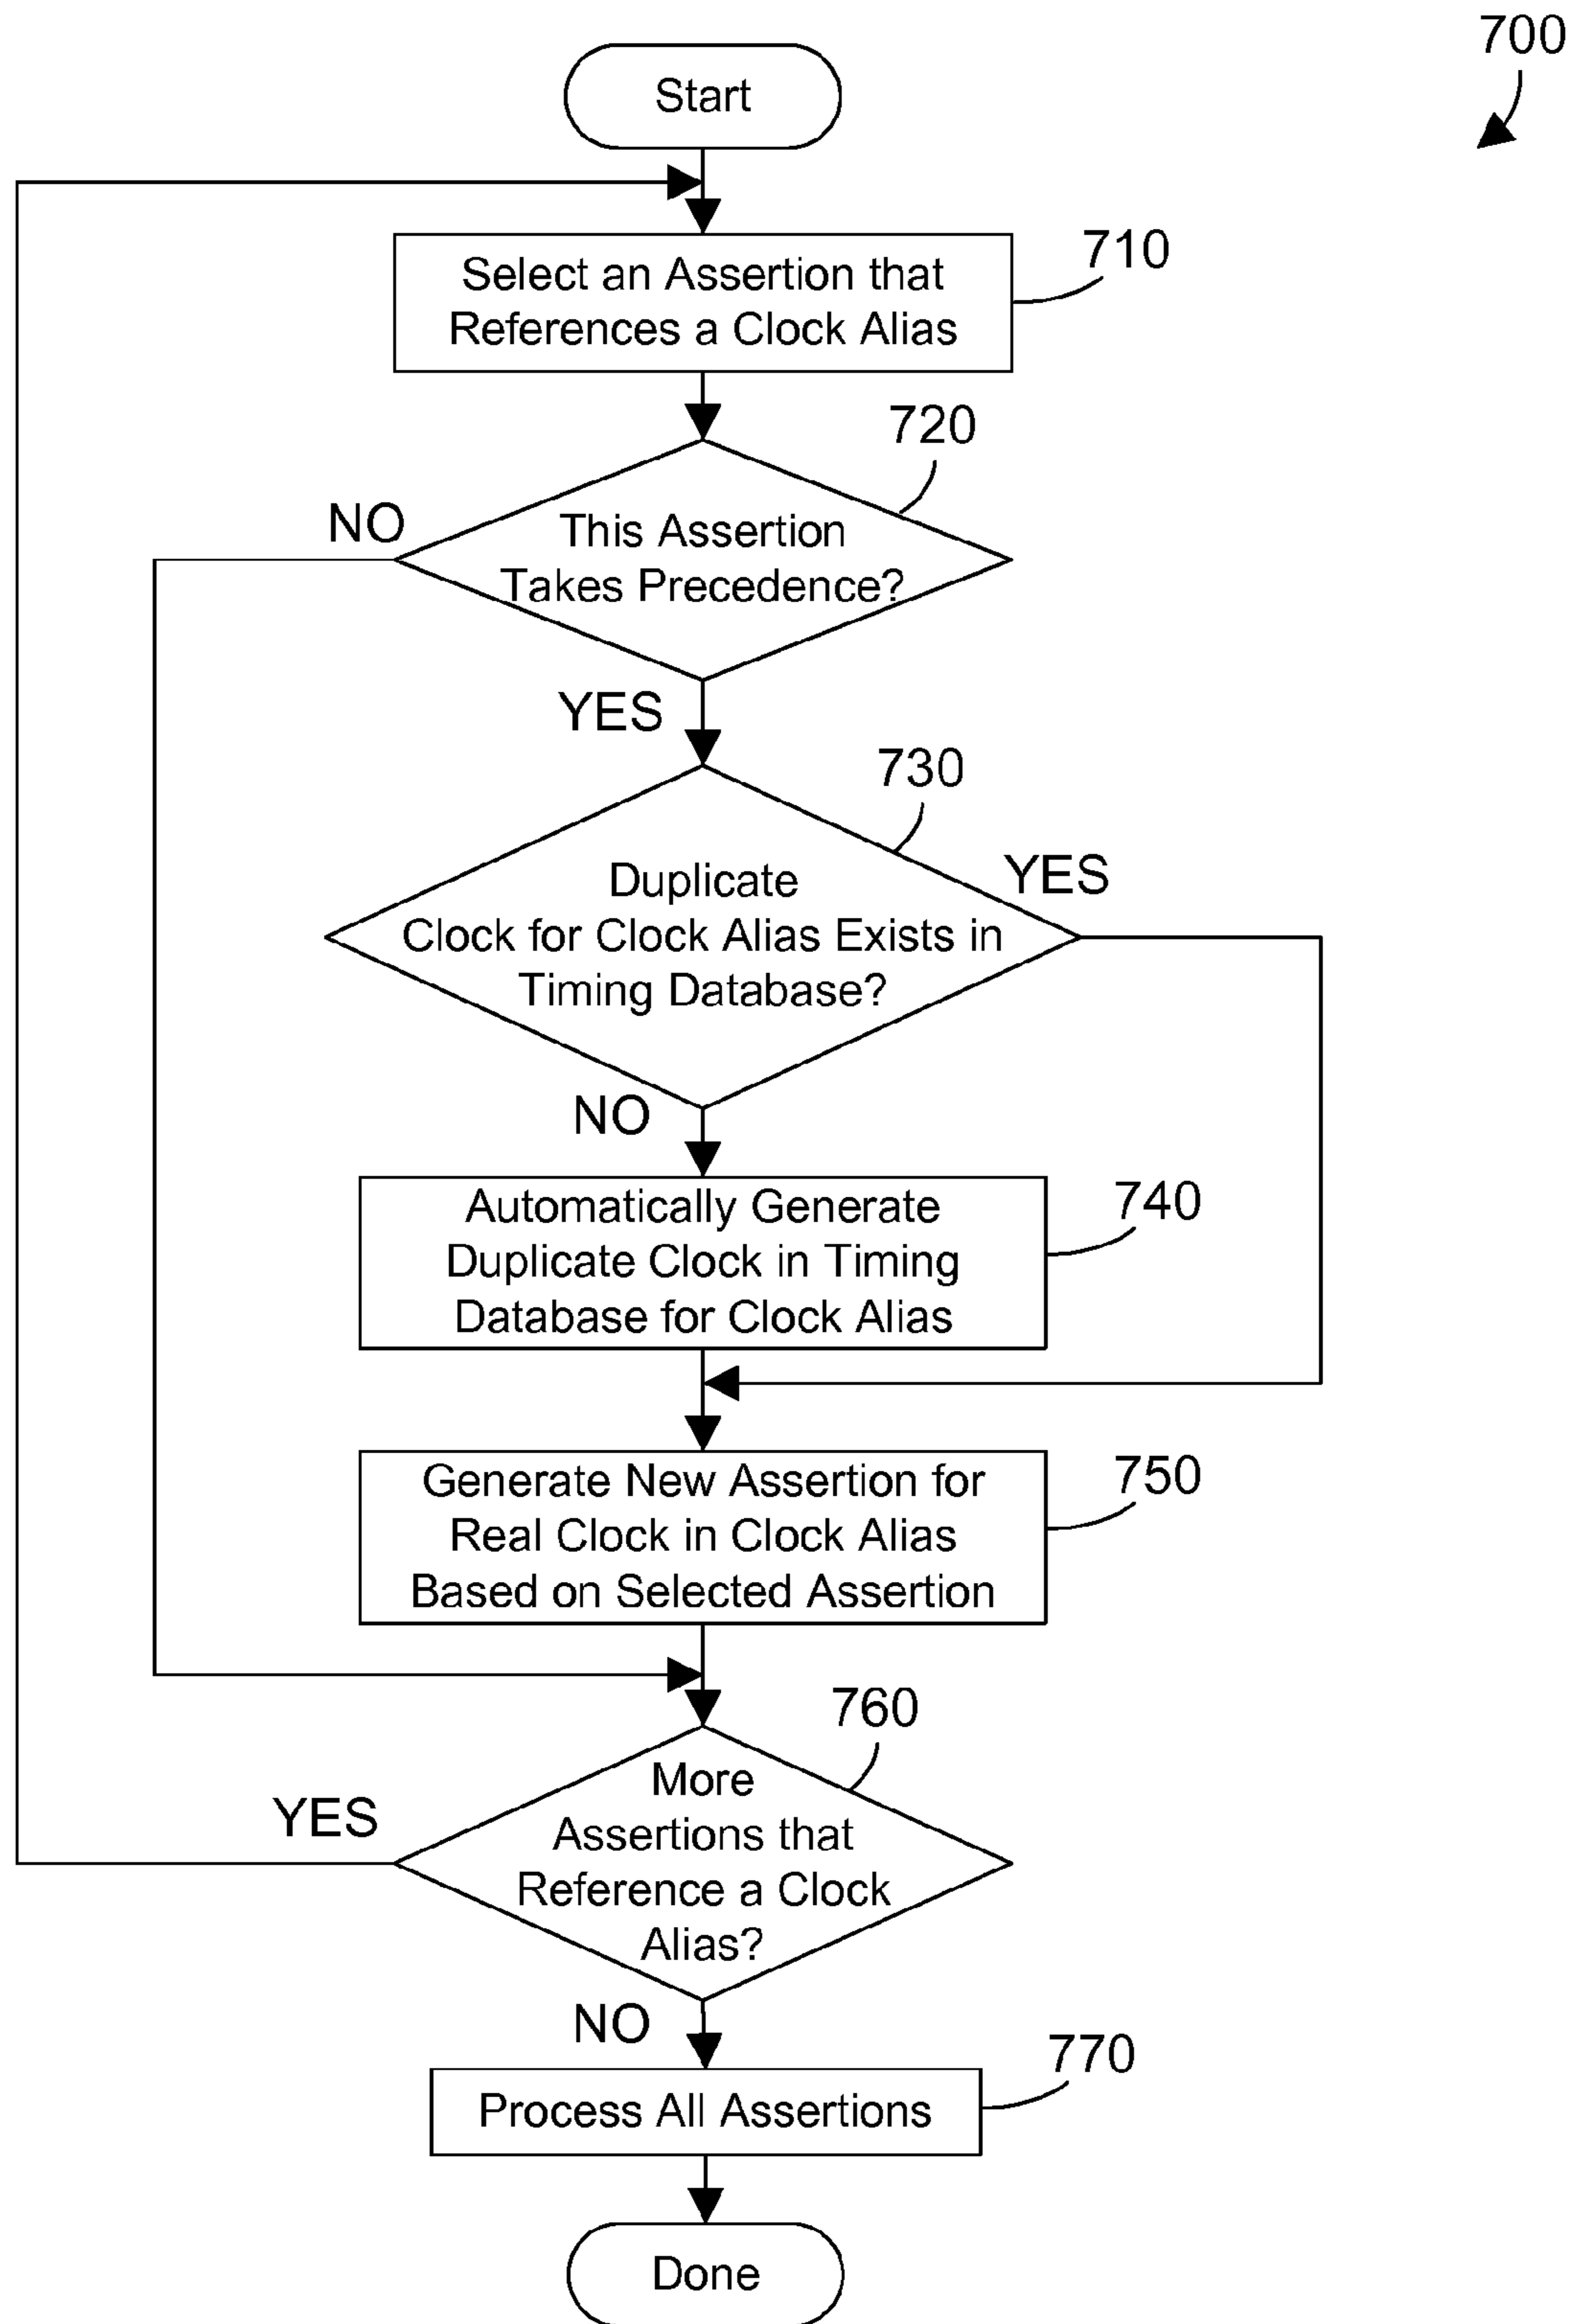 700
Start
Select an Assertion that
References a Clock Alias
710
720
NO
This Assertion
Takes Precedence?
YES
730
Duplicate
Clock for Clock Alias Exists in
Timing Database?
YES
NO
Automatically Generate
Duplicate Clock in Timing
Database for Clock Alias
740
Generate New Assertion for
Real Clock in Clock Alias
Based on Selected Assertion
750
760
More
Assertions that
Reference a Clock
Alias?
YES
NO
770
Process All Assertions
Done